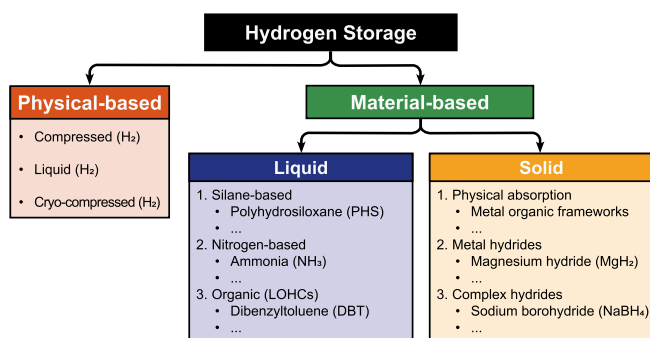 Hydrogen Storage
Physical-based
• Compressed (H₂)
• Liquid (H₂)
• Cryo-compressed (H₂)
Material-based
Liquid
1. Silane-based
• Polyhydrosiloxane (PHS)
• ...
2. Nitrogen-based
• Ammonia (NH₃)
• ...
3. Organic (LOHCs)
• Dibenzyltoluene (DBT)
• ...
Solid
1. Physical absorption
• Metal organic frameworks
• ...
2. Metal hydrides
• Magnesium hydride (MgH₂)
• ...
3. Complex hydrides
• Sodium borohydride (NaBH₄)
• ...